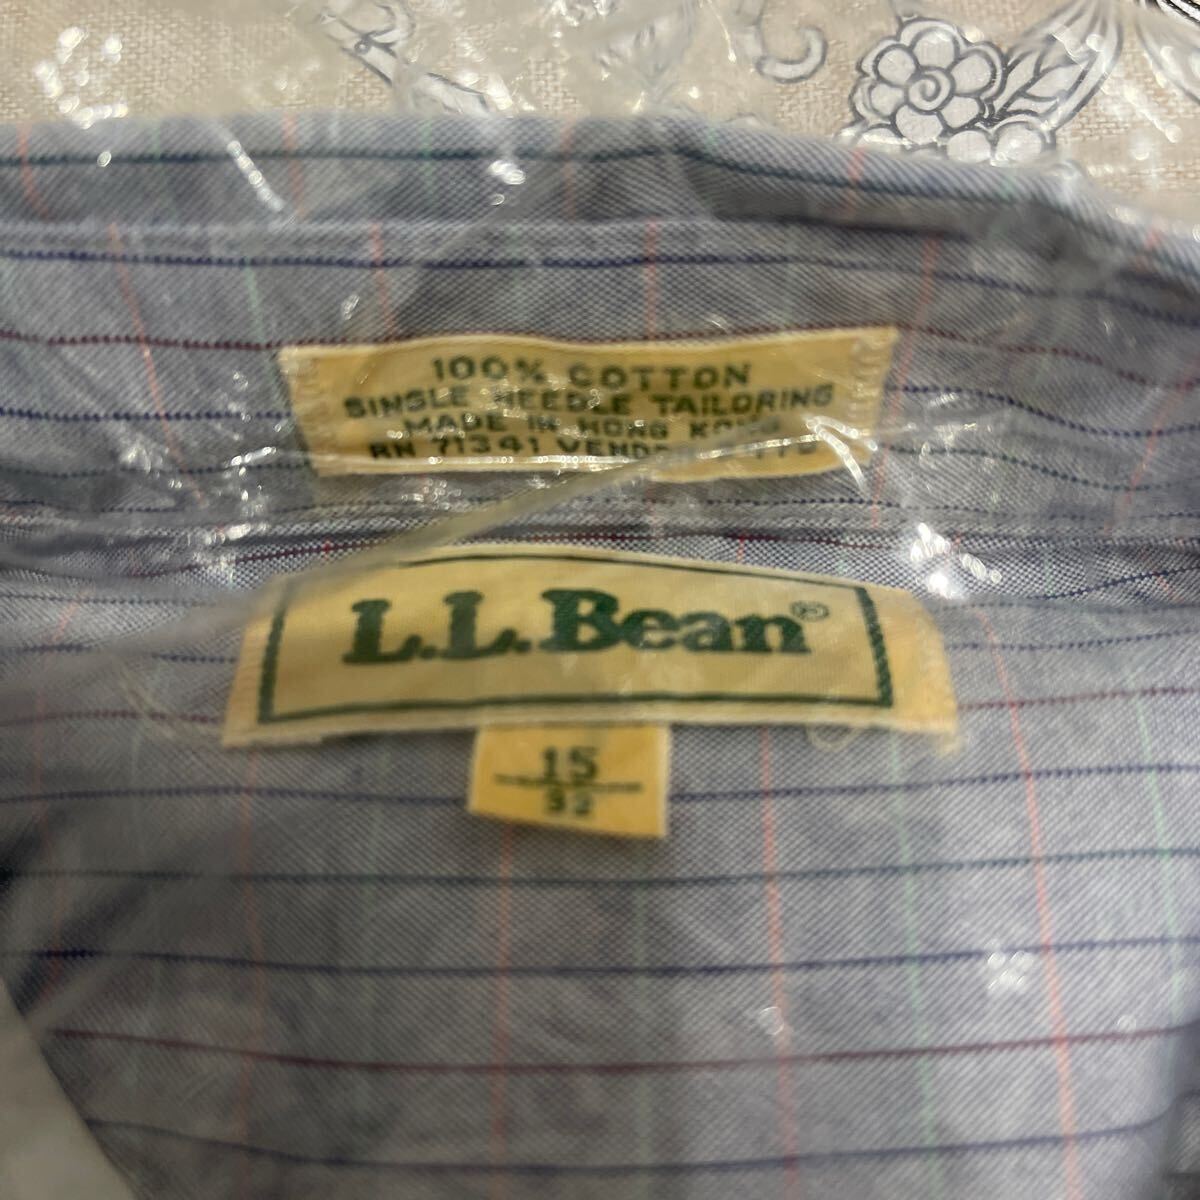 100% COTTON
SINGLE NEEDLE TAILORING
MADE IN HONG KONG
RN 71341 VENDOR
L.L.Bean®
15
32